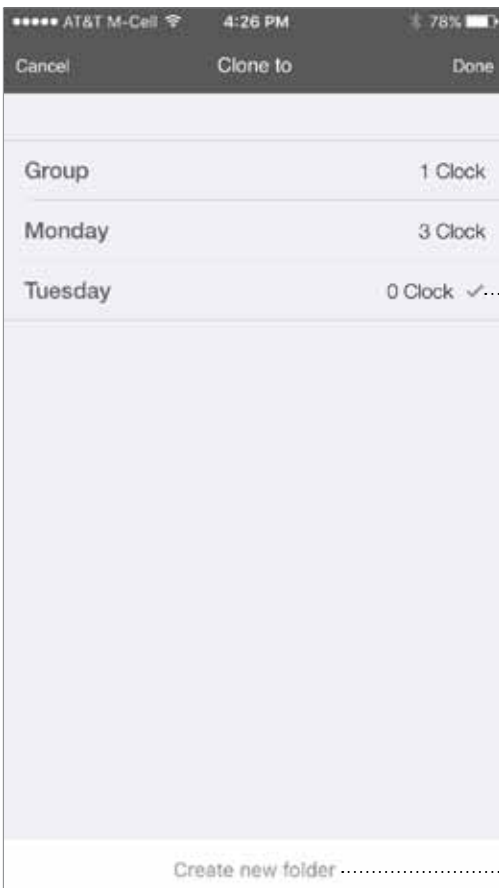 AT&T M-Cell 4:26 PM 78%
Cancel Clone to Done
Group 1 Clock
Monday 3 Clock
Tuesday 0 Clock
Create new folder